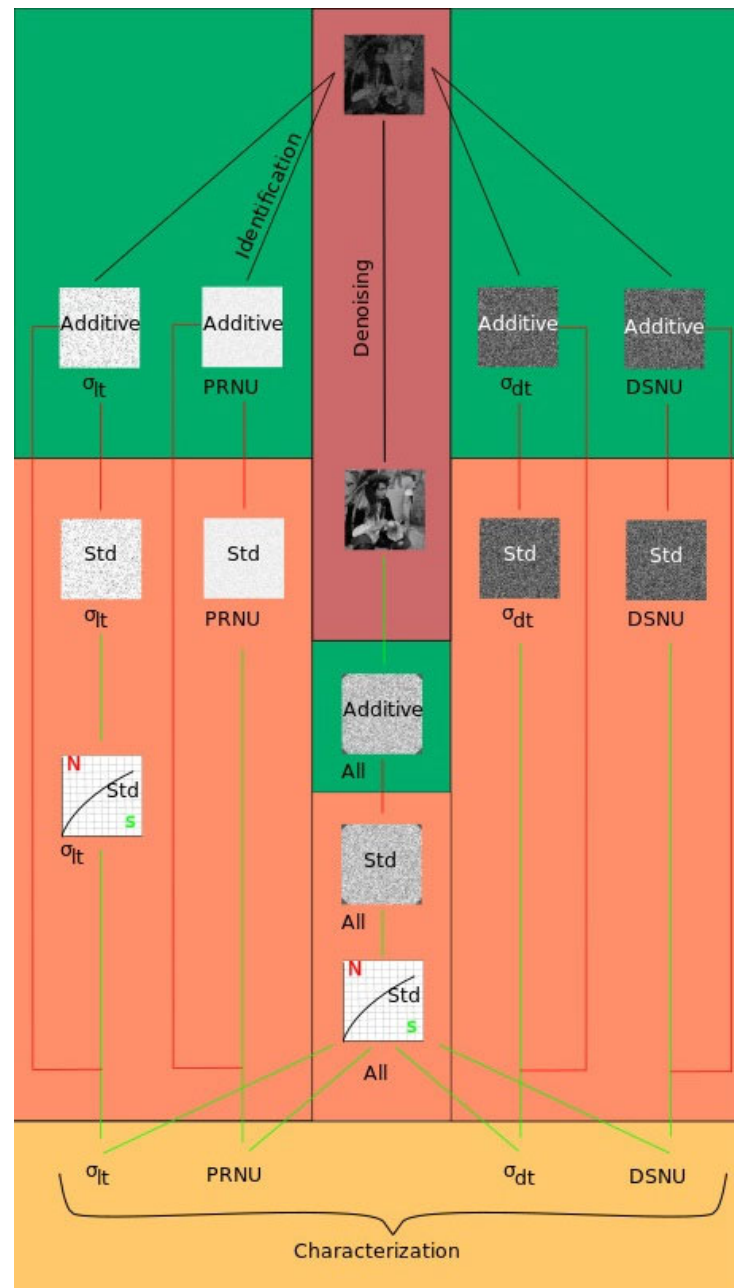 Identification
Denoising
Additive
Additive
Additive
Additive
σlt
PRNU
σdt
DSNU
Std
Std
Std
Std
σlt
PRNU
σdt
DSNU
Additive
All
N
Std
s
σlt
Std
All
N
Std
s
All
σlt
PRNU
σdt
DSNU
Characterization